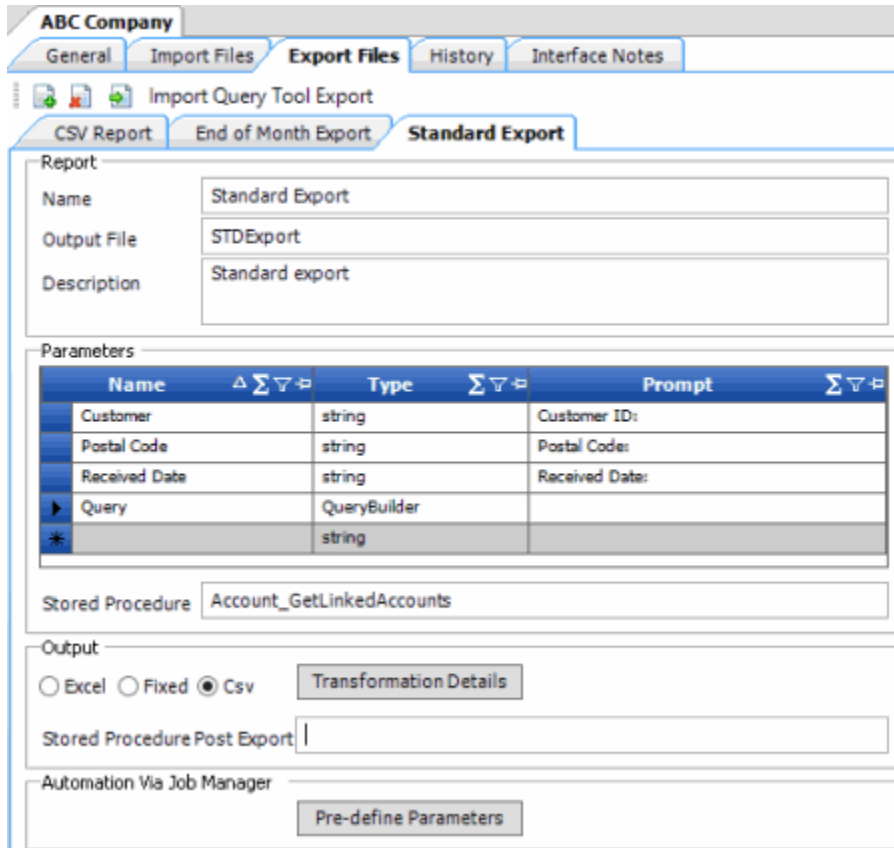 ABC Company
General Import Files Export Files History Interface Notes
Import Query Tool Export
CSV Report End of Month Export Standard Export
Report
Name Standard Export
Output File STDExport
Description Standard export
Parameters
Name Type Prompt
Customer string Customer ID:
Postal Code string Postal Code:
Received Date string Received Date:
Query QueryBuilder
string
Stored Procedure Account_GetLinkedAccounts
Output
Excel Fixed Csv Transformation Details
Stored Procedure Post Export
Automation Via Job Manager
Pre-define Parameters